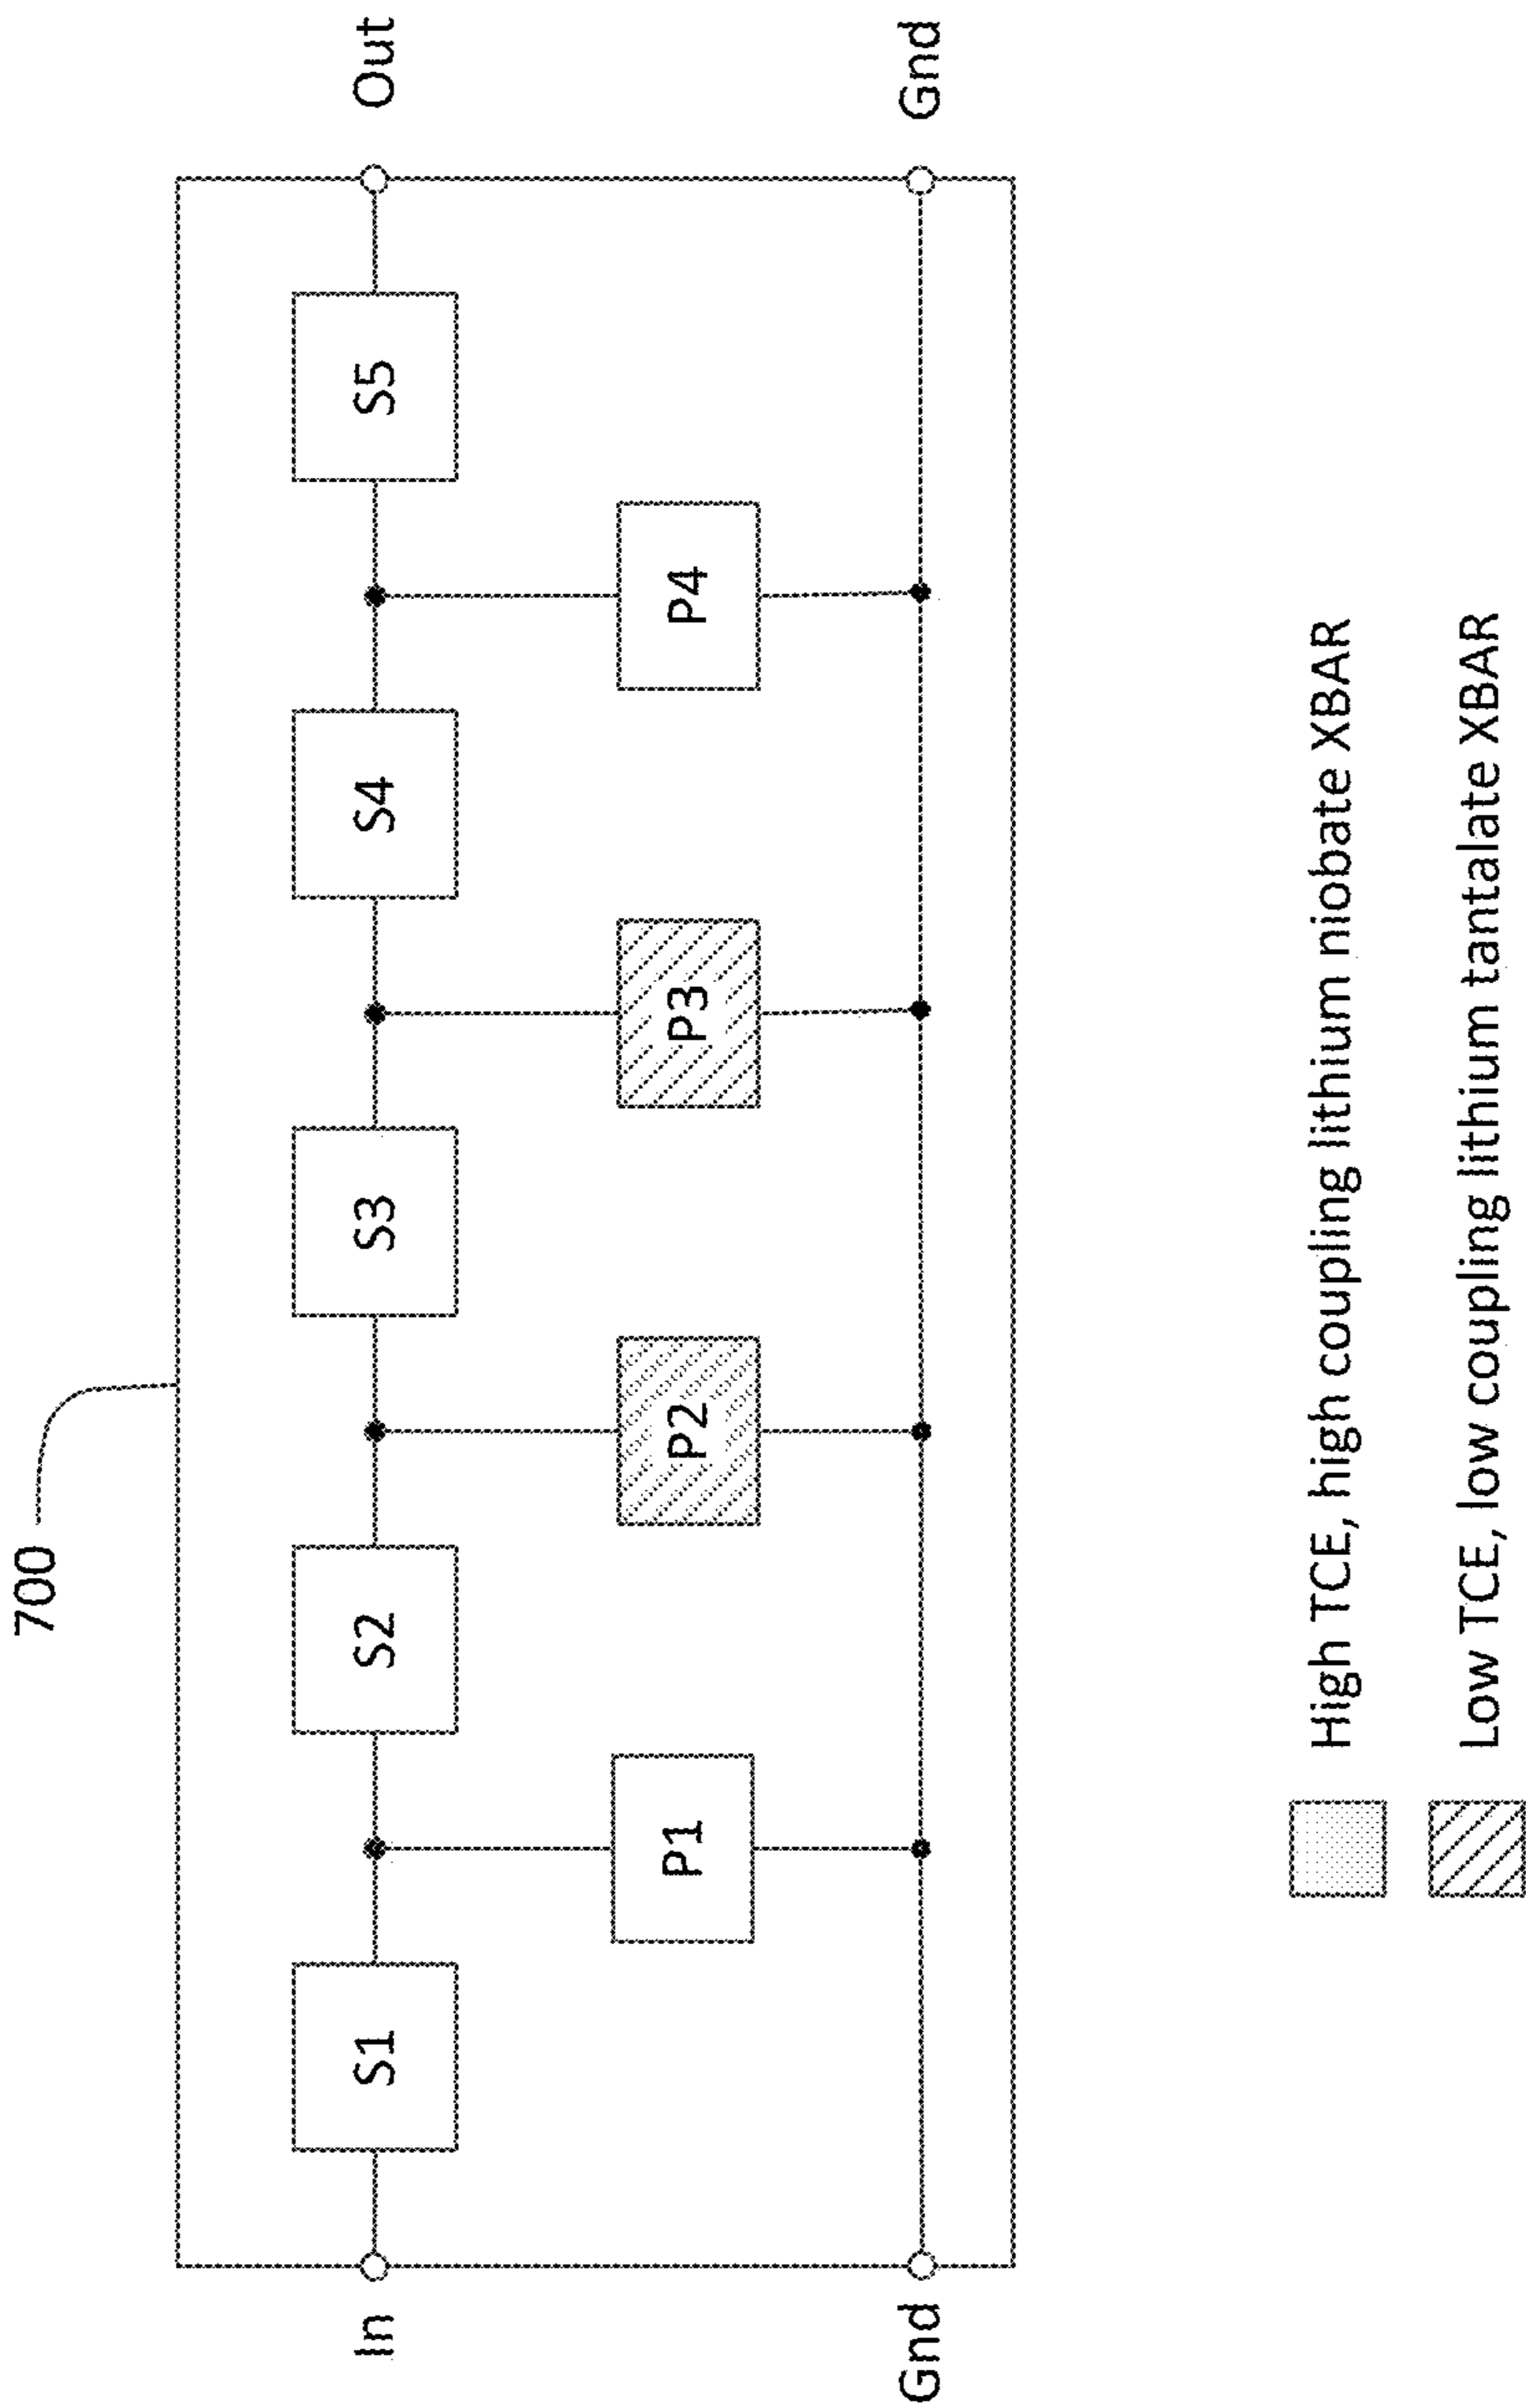 700
In
S1
S2
S3
S4
S5
Out
P1
P2
P3
P4
Gnd
Gnd
High TCE, high coupling lithium niobate XBAR
Low TCE, low coupling lithium tantalate XBAR